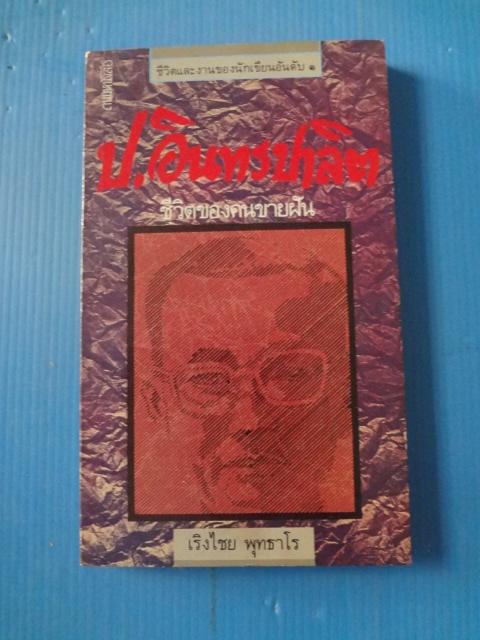 ชีวิตและงานของนักเขียนอันดับ ๑
ป. อินทรปาลิต
ชีวิตของคนขายฝัน
เริงไชย พุทธาโร